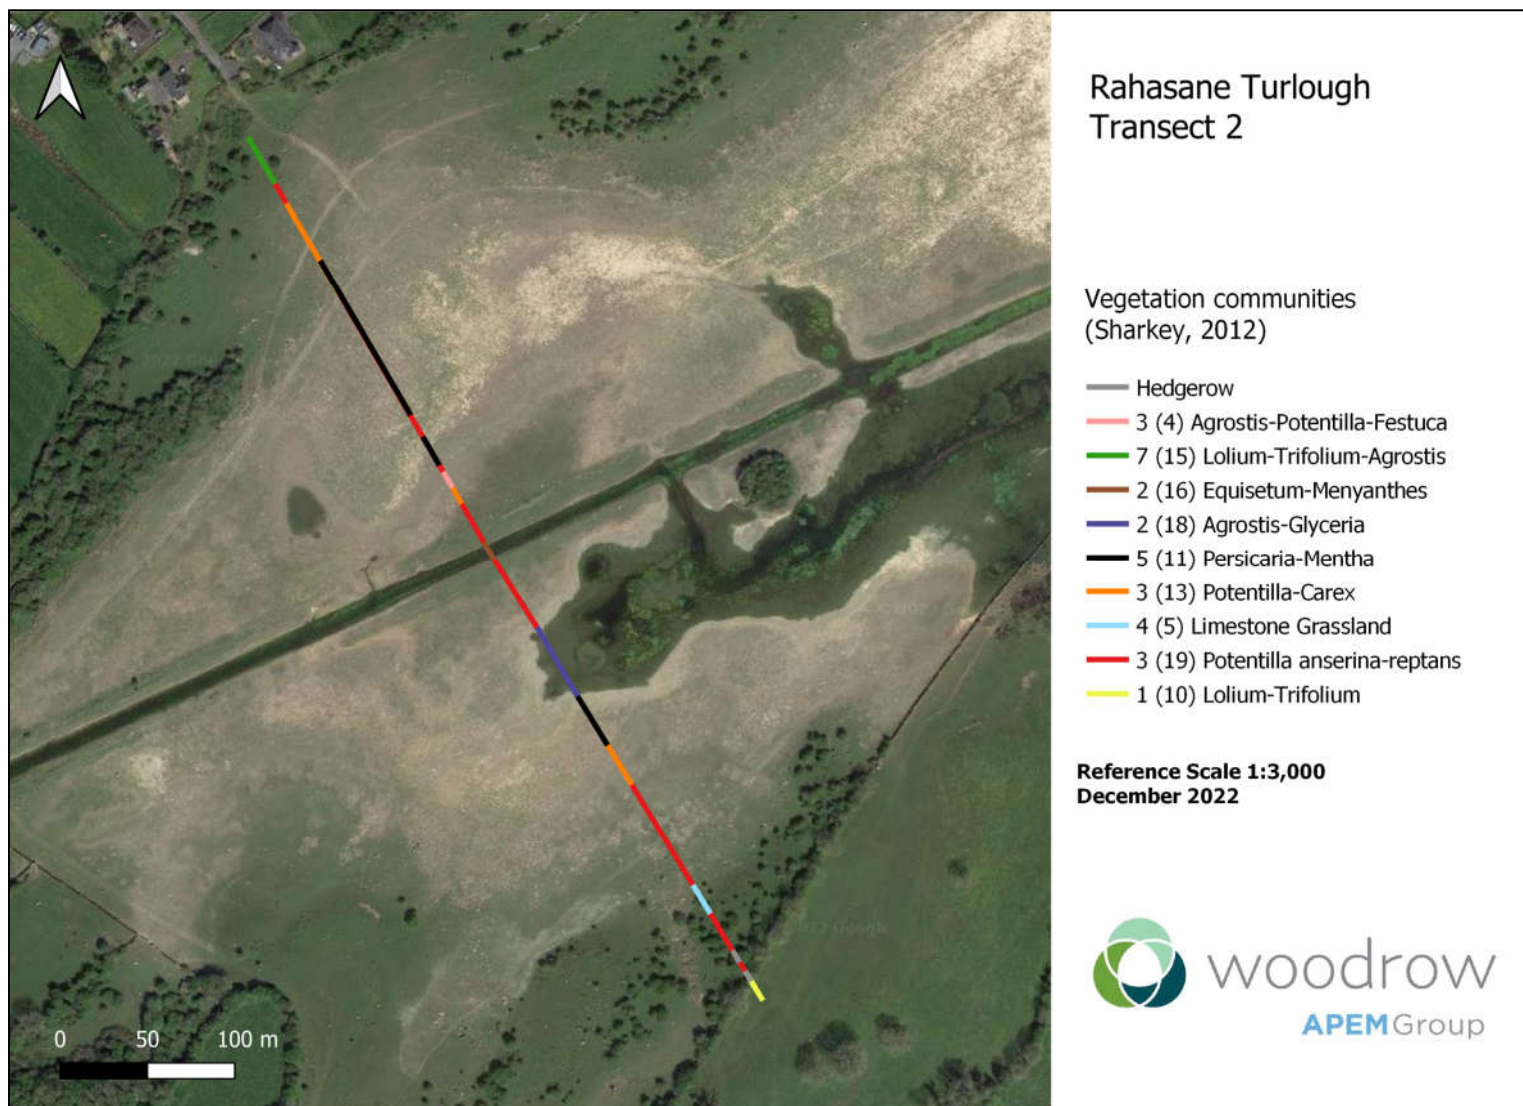 Rahasane Turlough
Transect 2
Vegetation communities
(Sharkey, 2012)
Hedgerow
3 (4) Agrostis-Potentilla-Festuca
7 (15) Lolium-Trifolium-Agrostis
2 (16) Equisetum-Menyanthes
2 (18) Agrostis-Glyceria
5 (11) Persicaria-Mentha
3 (13) Potentilla-Carex
4 (5) Limestone Grassland
3 (19) Potentilla anserina-reptans
1 (10) Lolium-Trifolium
Reference Scale 1:3,000
December 2022
woodrow
APEMGroup
0 50 100 m